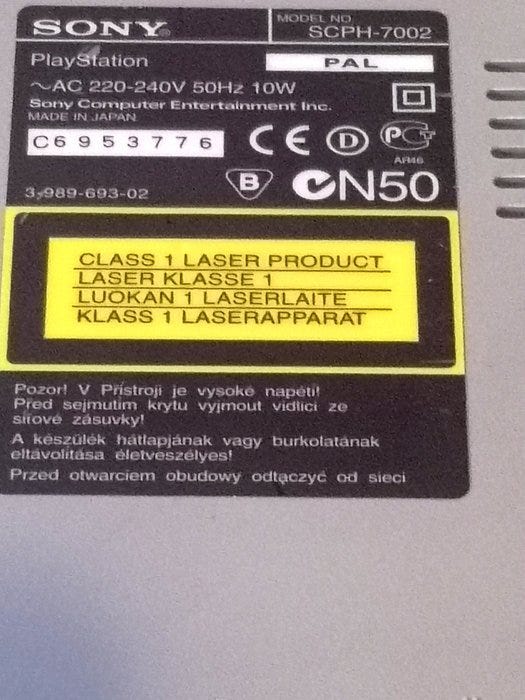 SONY®
MODEL NO.
SCPH-7002
PlayStation
PAL
~AC 220-240V 50Hz 10W
Sony Computer Entertainment Inc.
MADE IN JAPAN
C6953776
CE D PCT
AR46
3-989-693-02
B N50
CLASS 1 LASER PRODUCT
LASER KLASSE 1
LUOKAN 1 LASERLAITE
KLASS 1 LASERAPPARAT
Pozor! V Přístroji je vysoké napětí!
Před sejmutím krytu vyjmout vidlici ze
síťové zásuvky!
A készülék hátlapjának vagy burkolatának
eltávolítása életveszélyes!
Przed otwarciem obudowy odłączyć od sieci